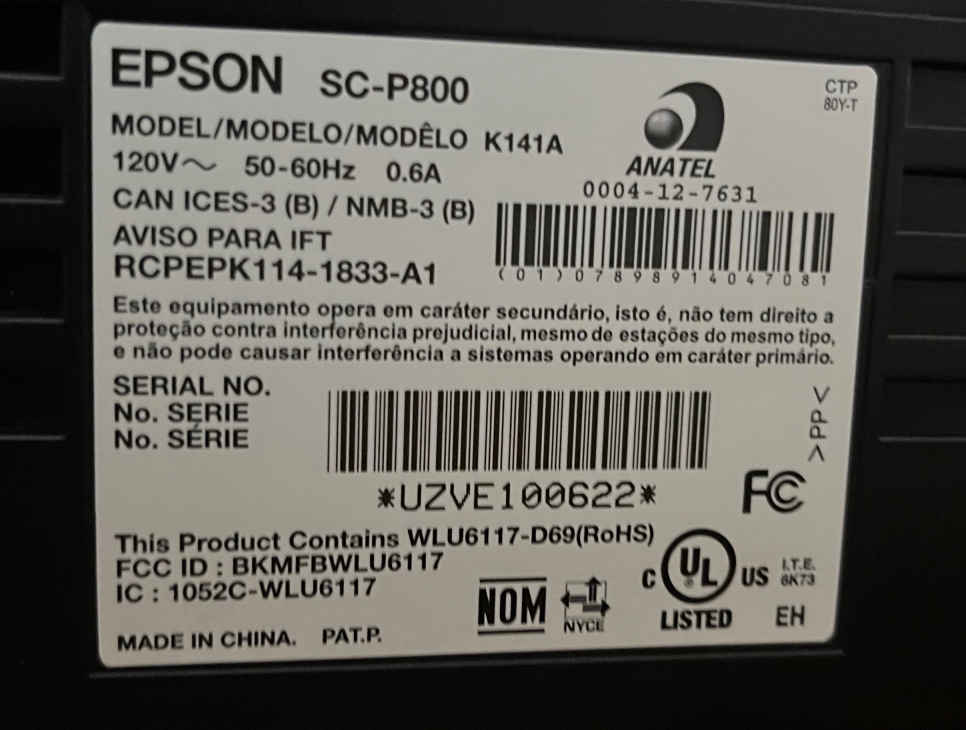 EPSON SC-P800
CTP
80Y-T
MODEL/MODELO/MODÊLO K141A
120V～ 50-60Hz 0.6A
ANATEL
0004-12-7631
CAN ICES-3 (B) / NMB-3 (B)
AVISO PARA IFT
RCPEPK114-1833-A1
(01)07898914047081
Este equipamento opera em caráter secundário, isto é, não tem direito a
proteção contra interferência prejudicial, mesmo de estações do mesmo tipo,
e não pode causar interferência a sistemas operando em caráter primário.
SERIAL NO.
No. SERIE
No. SÉRIE
>PP<
*UZVE100622*
FC
This Product Contains WLU6117-D69(RoHS)
FCC ID : BKMFBWLU6117
IC : 1052C-WLU6117
NOM
NYCE
C UL US
LISTED
I.T.E.
6K73
EH
MADE IN CHINA. PAT.P.